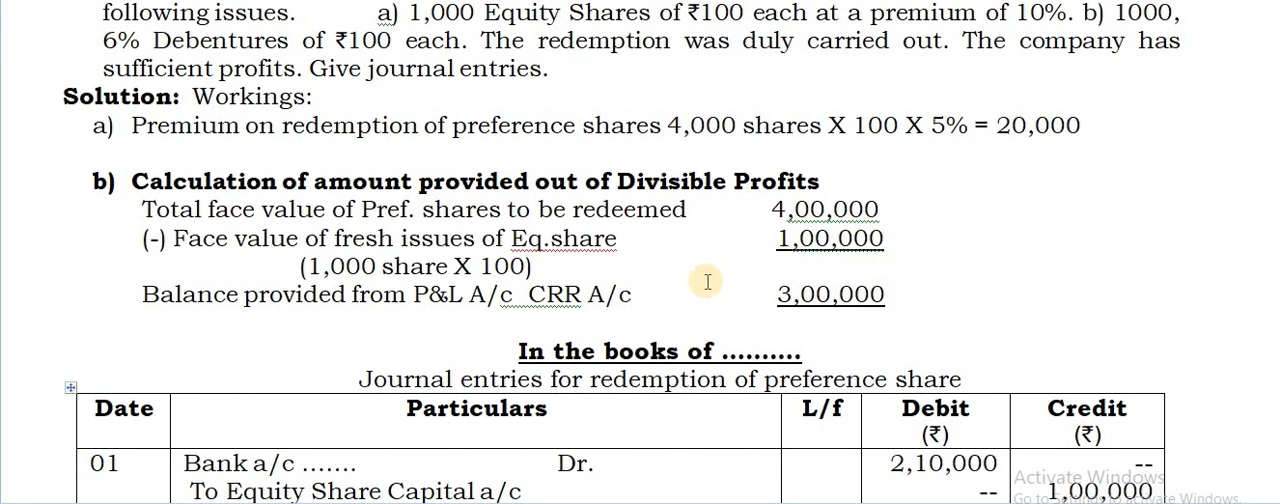 following issues. a) 1,000 Equity Shares of ₹100 each at a premium of 10%. b) 1000,
6% Debentures of ₹100 each. The redemption was duly carried out. The company has
sufficient profits. Give journal entries.
Solution: Workings:
a) Premium on redemption of preference shares 4,000 shares X 100 X 5% = 20,000
b) Calculation of amount provided out of Divisible Profits
Total face value of Pref. shares to be redeemed 4,00,000
(-) Face value of fresh issues of Eq.share 1,00,000
(1,000 share X 100)
Balance provided from P&L A/c CRR A/c 3,00,000
In the books of ..........
Journal entries for redemption of preference share
Date Particulars L/f Debit Credit
(₹) (₹)
01 Bank a/c ....... Dr. 2,10,000 --
To Equity Share Capital a/c -- 1,00,000
Activate Windows
Go to Settings to activate Windows.